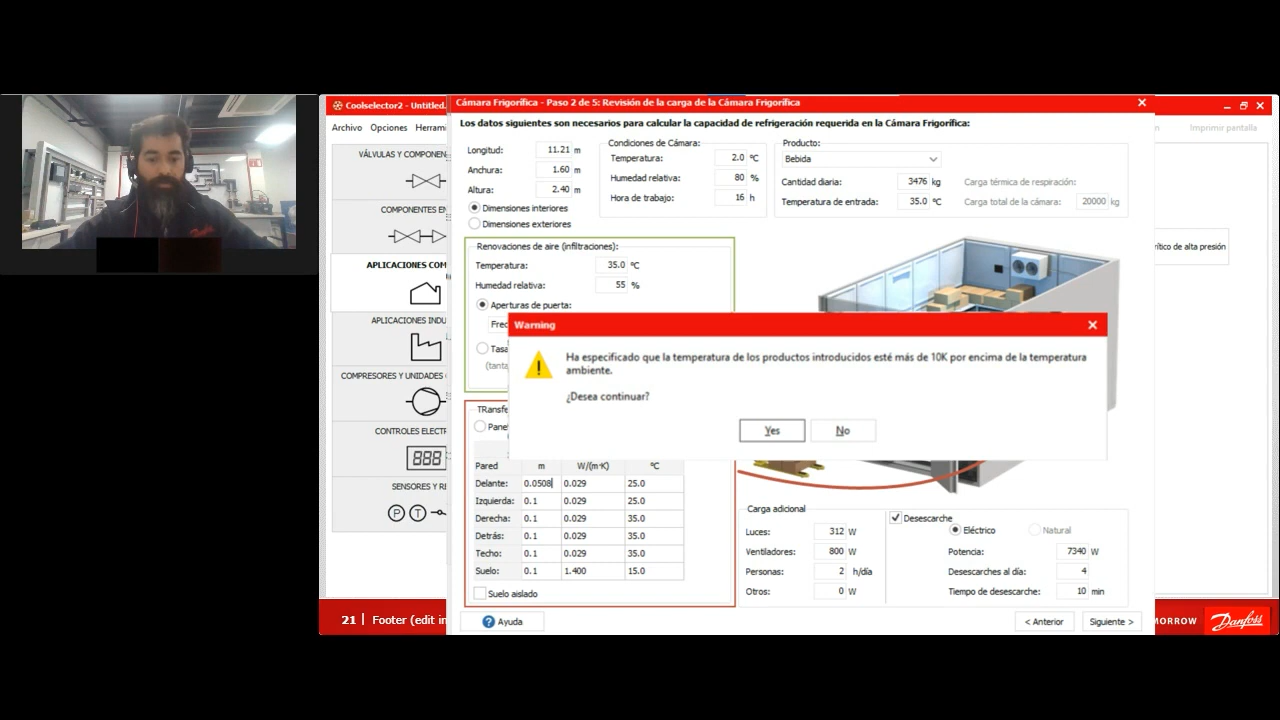 Coolselector2 - Untitled.
Archivo Opciones Herram
VÁLVULAS Y COMPONEN
COMPONENTES EN
APLICACIONES COM
APLICACIONES INDU
COMPRESORES Y UNIDADES
CONTROLES ELECTR
888
SENSORES Y RE
P T
21 | Footer (edit in
Cámara Frigorífica - Paso 2 de 5: Revisión de la carga de la Cámara Frigorífica
Los datos siguientes son necesarios para calcular la capacidad de refrigeración requerida en la Cámara Frigorífica:
Longitud: 11.21 m
Anchura: 1.60 m
Altura: 2.40 m
Dimensiones interiores
Dimensiones exteriores
Condiciones de Cámara:
Temperatura: 2.0 °C
Humedad relativa: 80 %
Hora de trabajo: 16 h
Producto:
Bebida
Cantidad diaria: 3476 kg
Temperatura de entrada: 35.0 °C
Carga térmica de respiración:
Carga total de la cámara: 20000 kg
Renovaciones de aire (infiltraciones):
Temperatura: 35.0 °C
Humedad relativa: 55 %
Aperturas de puerta:
Frec
Tasa
(tanta
Warning
Ha especificado que la temperatura de los productos introducidos esté más de 10K por encima de la temperatura
ambiente.
¿Desea continuar?
Yes No
TRansfe
Pane
Pared m W/(m·K) °C
Delante: 0.0508 0.029 25.0
Izquierda: 0.1 0.029 25.0
Derecha: 0.1 0.029 35.0
Detrás: 0.1 0.029 35.0
Techo: 0.1 0.029 35.0
Suelo: 0.1 1.400 15.0
Suelo aislado
Carga adicional
Luces: 312 W
Ventiladores: 800 W
Personas: 2 h/día
Otros: 0 W
Desescarche
Eléctrico Natural
Potencia: 7340 W
Desescarches al día: 4
Tiempo de desescarche: 10 min
Ayuda
< Anterior Siguiente >
Imprimir pantalla
rítico de alta presión
MORROW
Danfoss